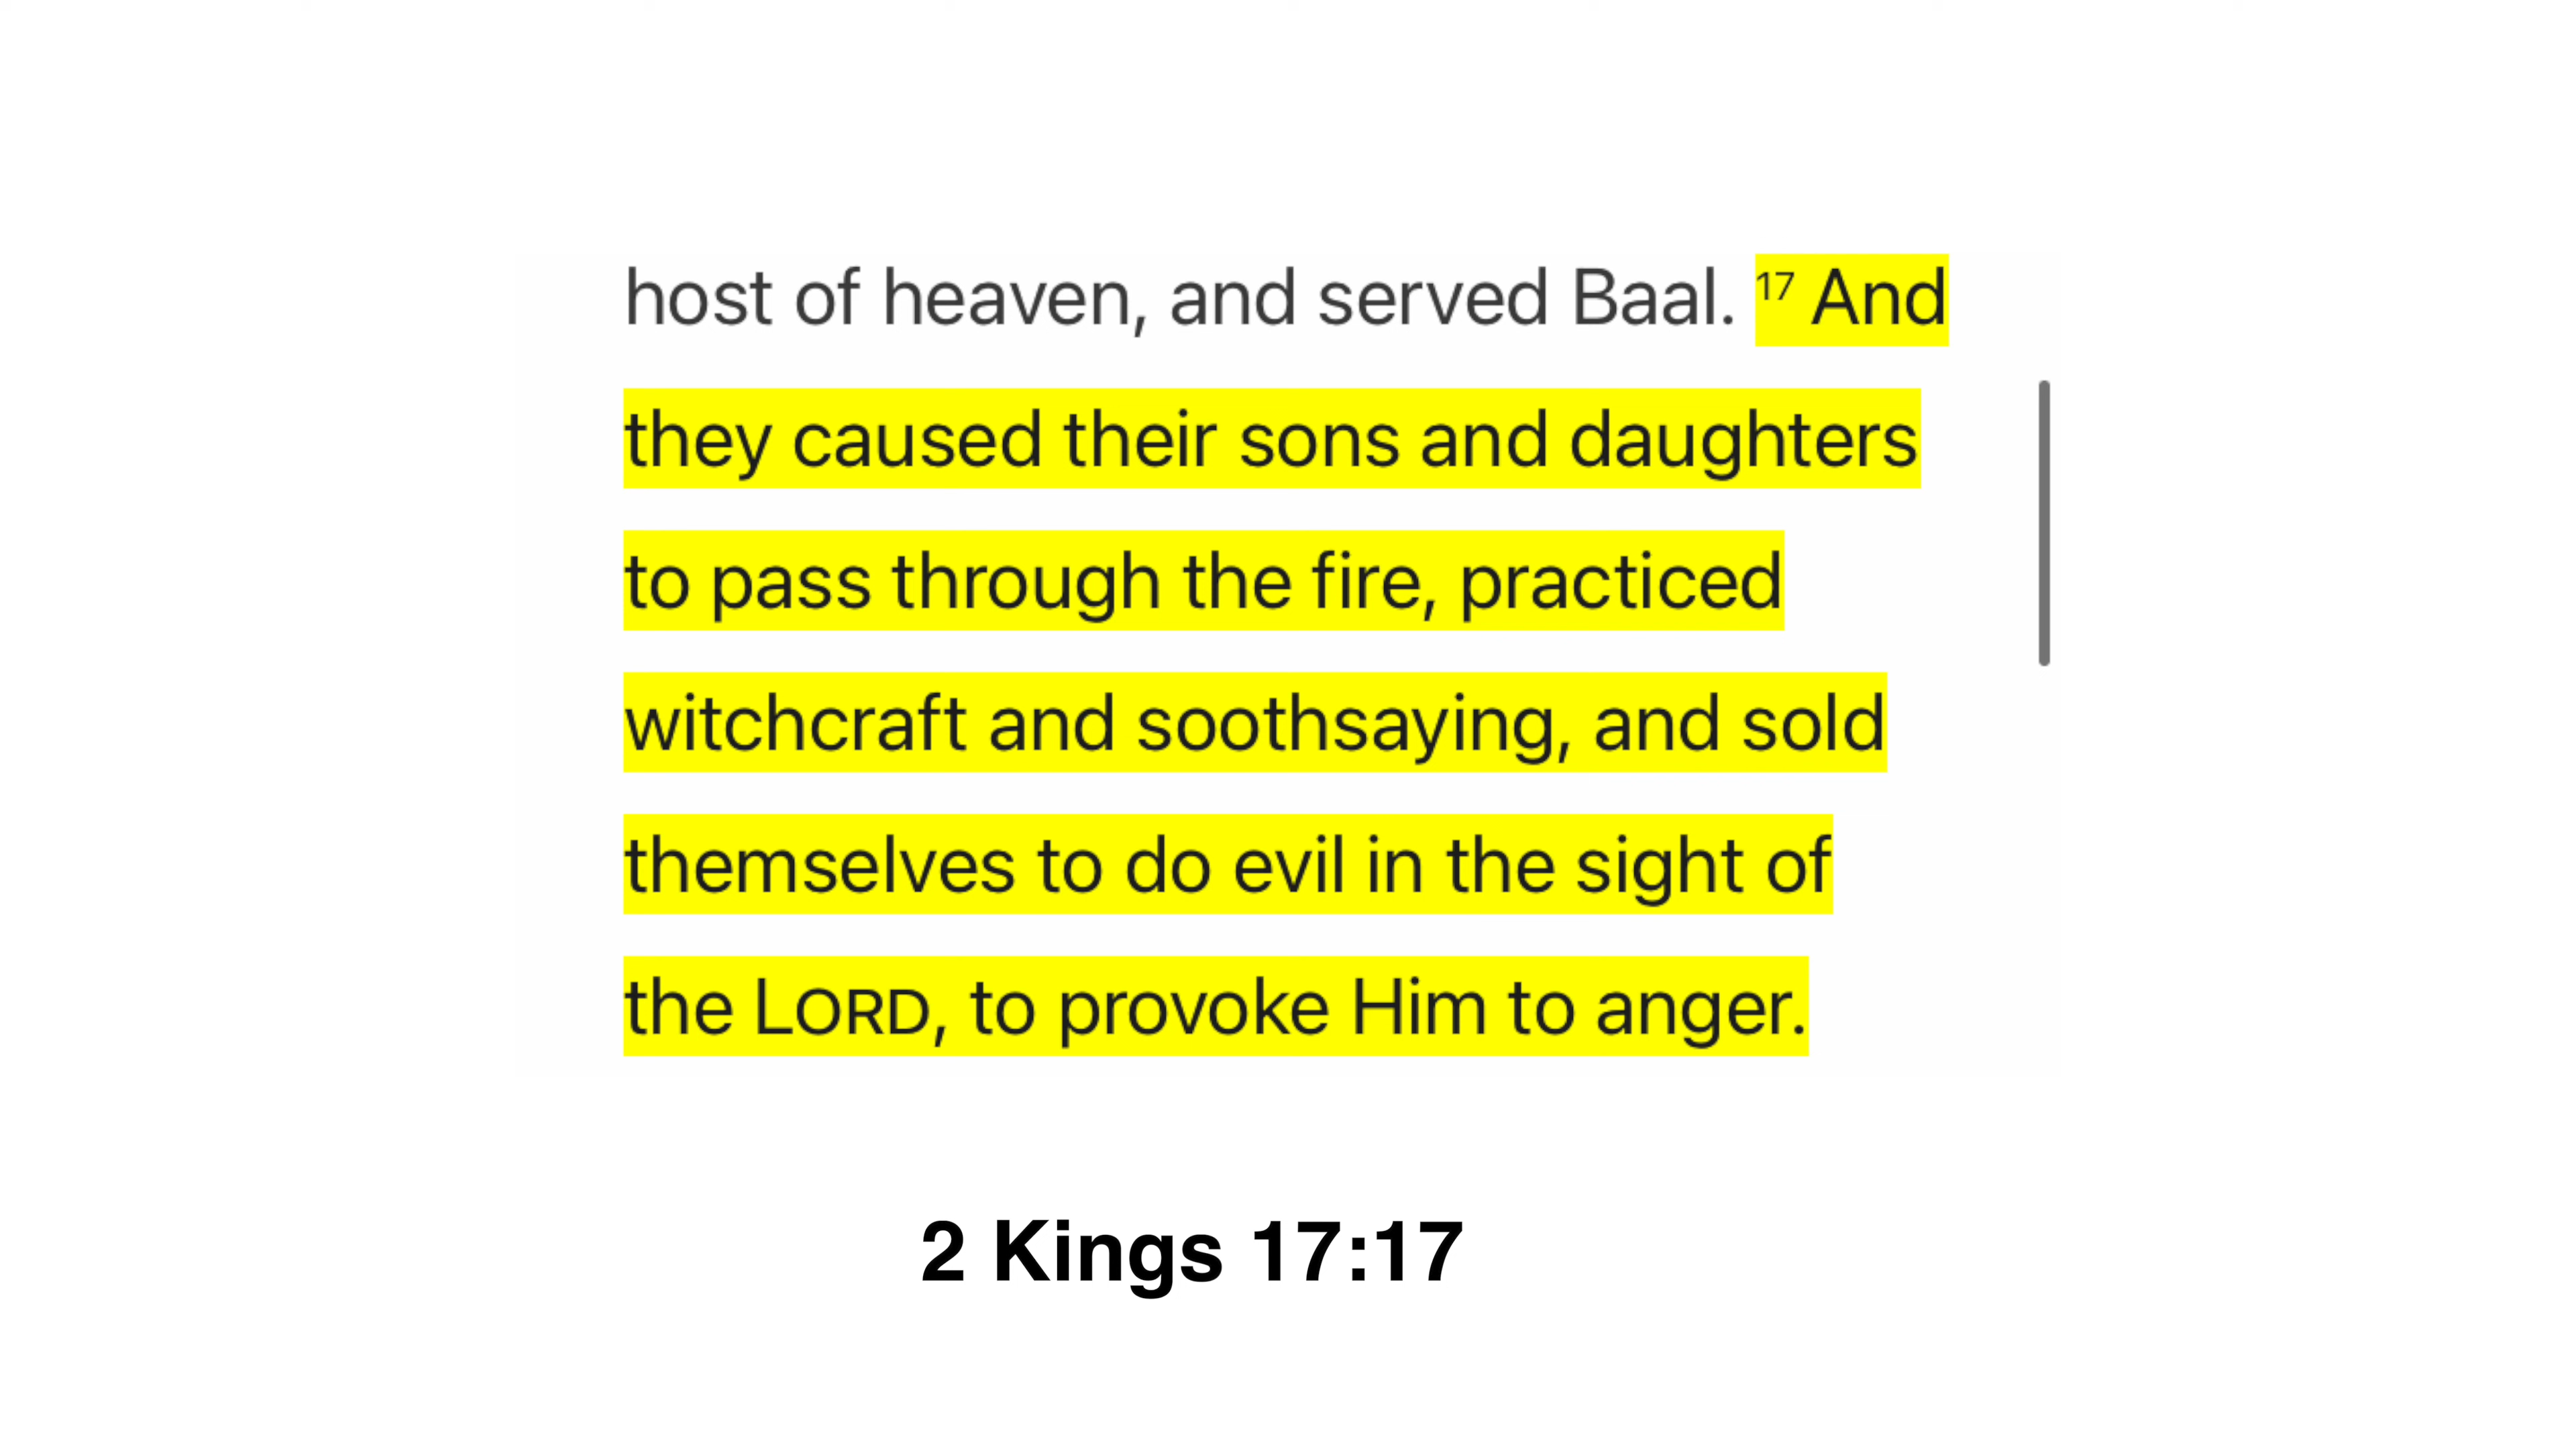 host of heaven, and served Baal. 17 And
they caused their sons and daughters
to pass through the fire, practiced
witchcraft and soothsaying, and sold
themselves to do evil in the sight of
the LORD, to provoke Him to anger.
2 Kings 17:17